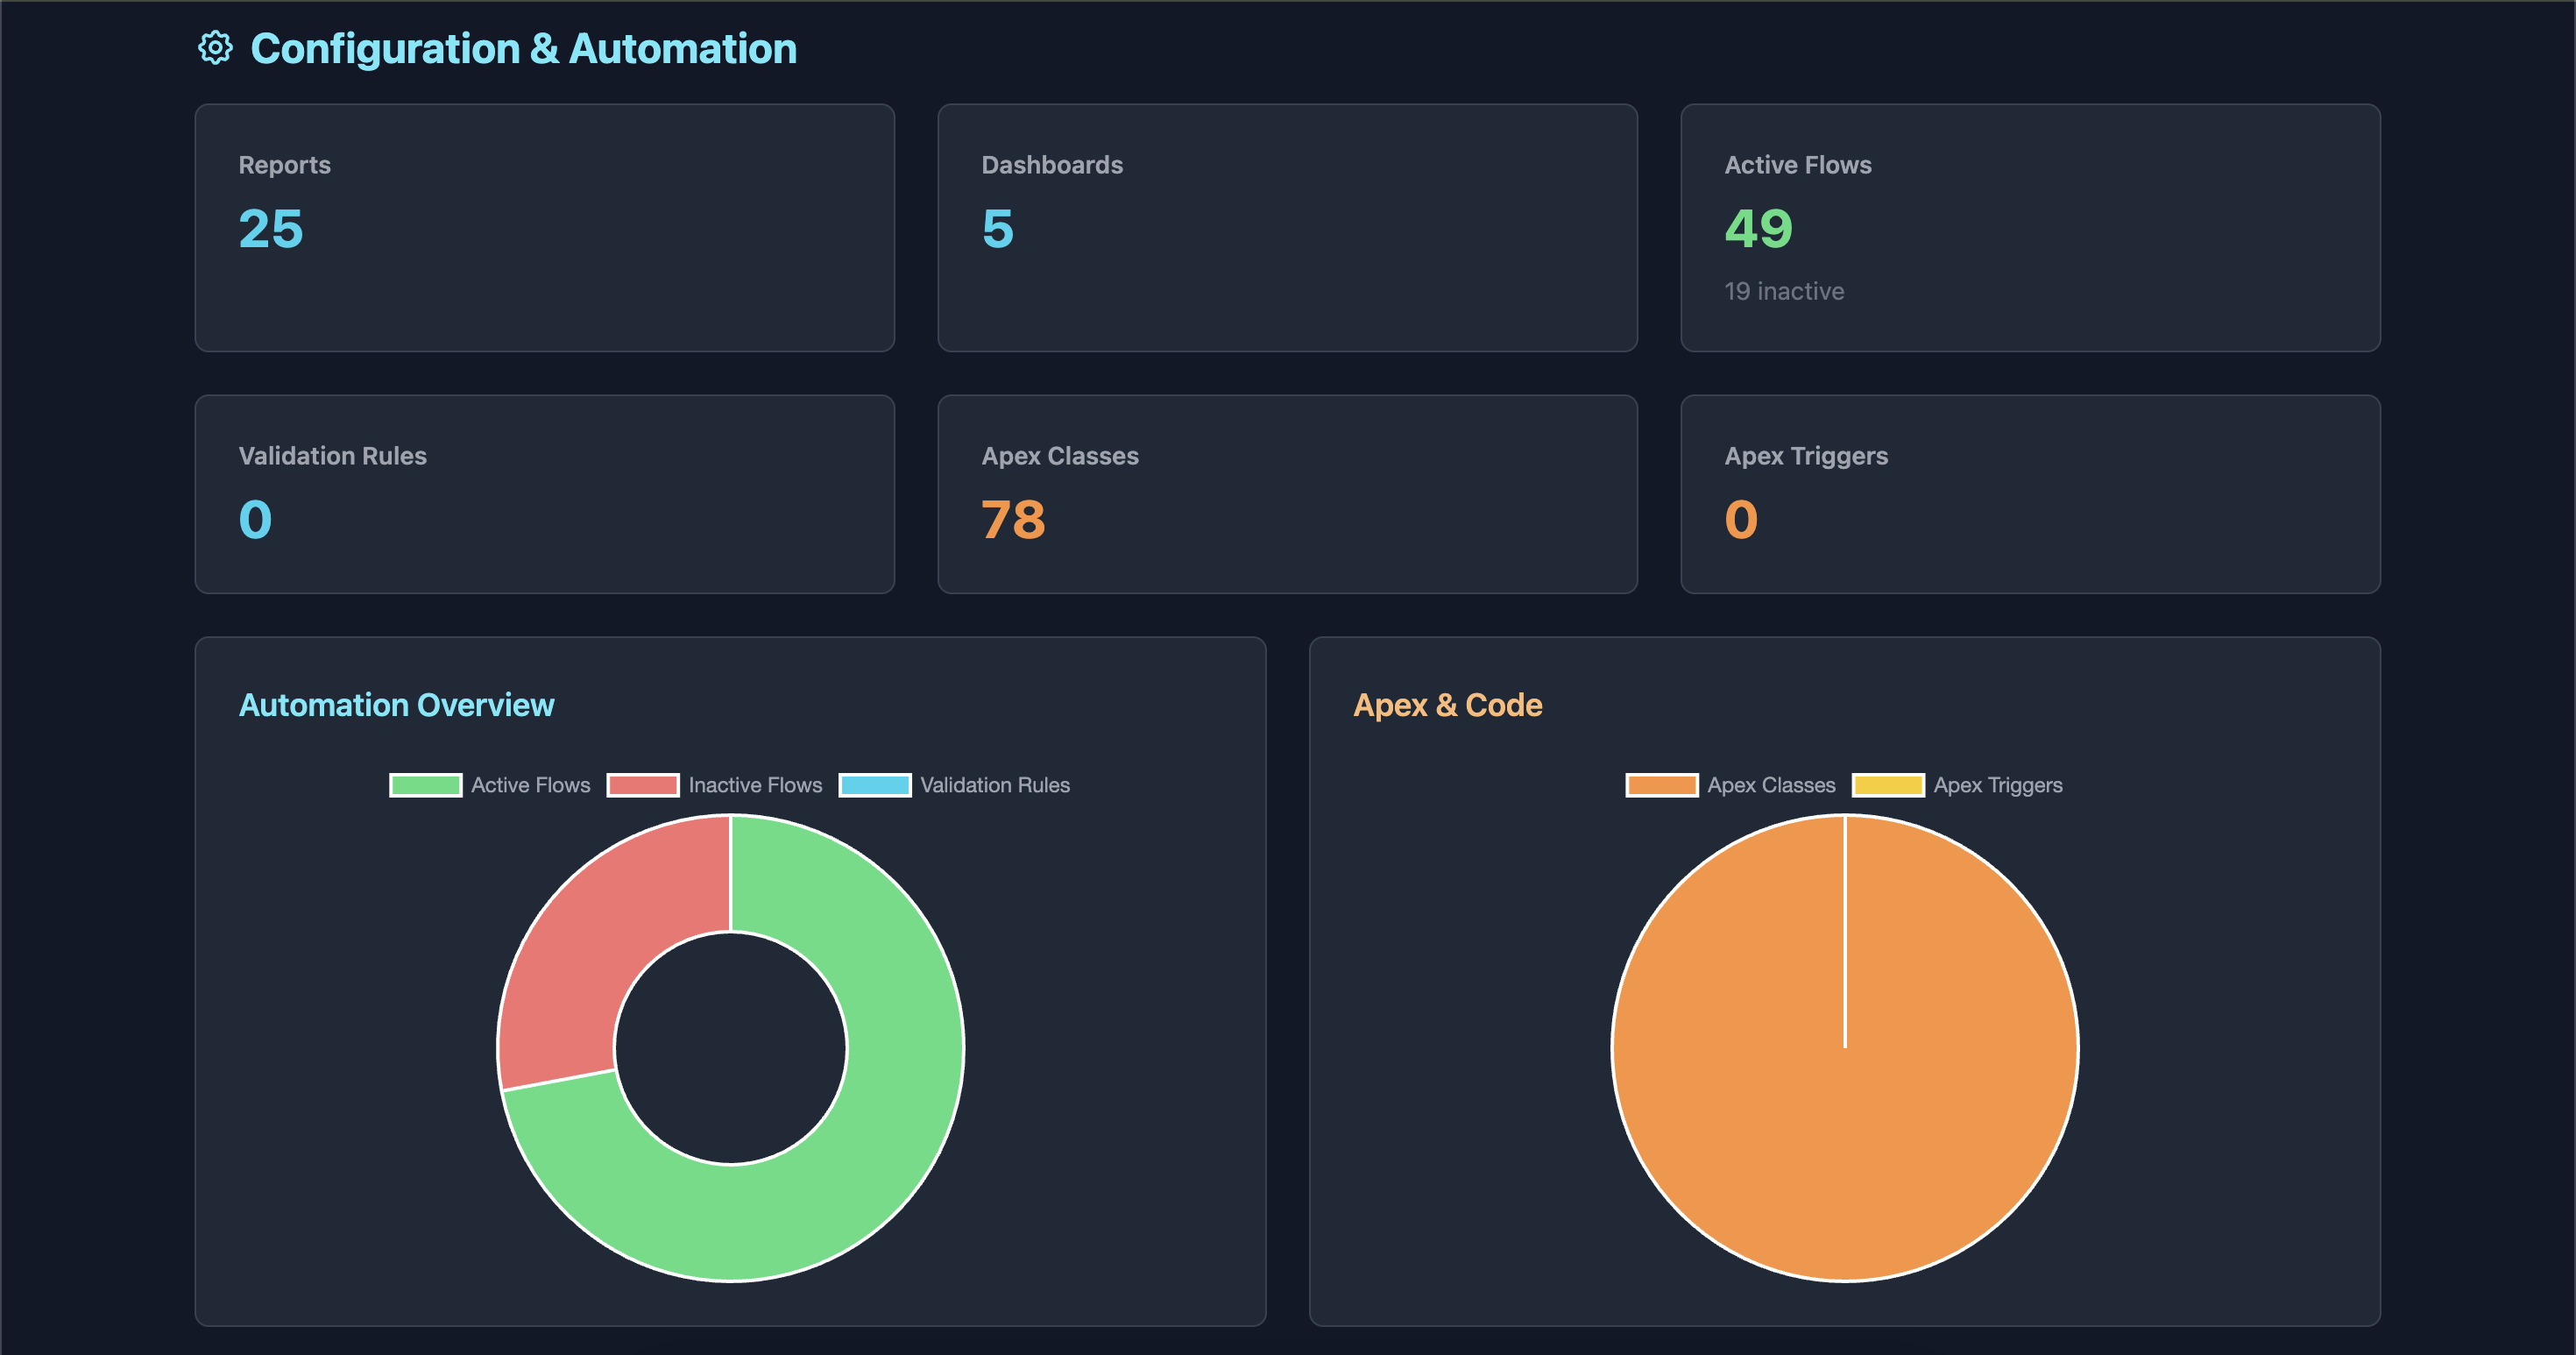 Configuration & Automation
Reports
25
Dashboards
5
Active Flows
49
19 inactive
Validation Rules
0
Apex Classes
78
Apex Triggers
0
Automation Overview
Active Flows
Inactive Flows
Validation Rules
Apex & Code
Apex Classes
Apex Triggers